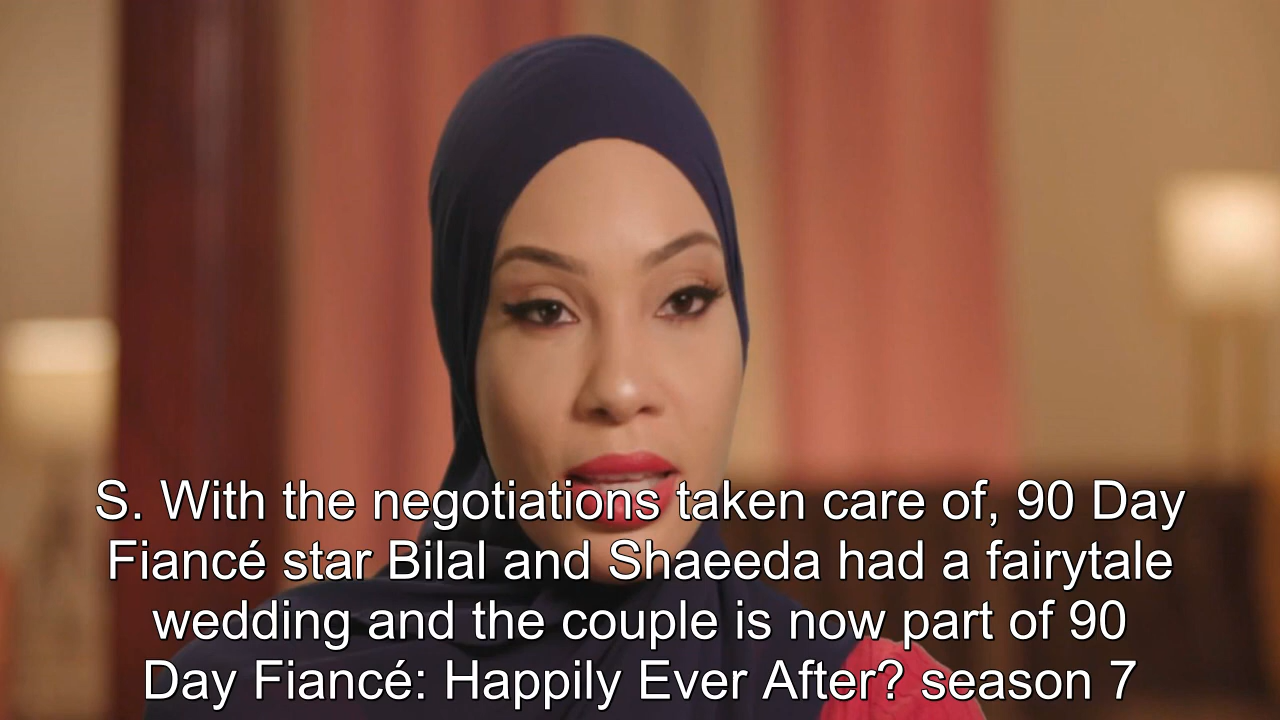 S. With the negotiations taken care of, 90 Day
Fiancé star Bilal and Shaeeda had a fairytale
wedding and the couple is now part of 90
Day Fiancé: Happily Ever After? season 7